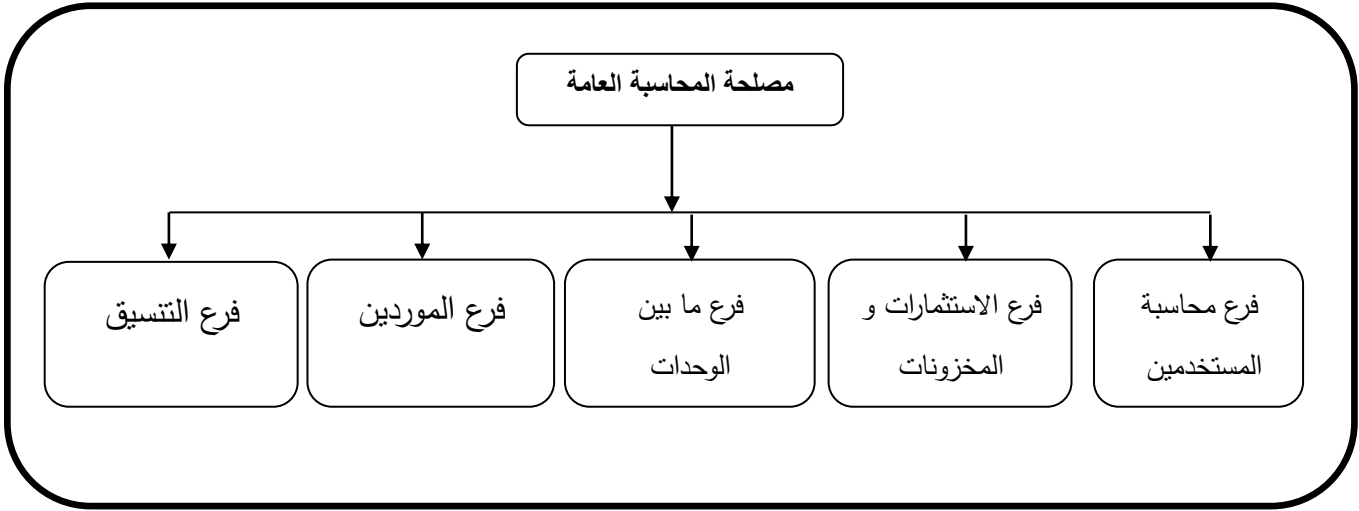 مصلحة المحاسبة العامة
فرع محاسبة
المستخدمين
فرع الاستثمارات و
المخزونات
فرع ما بين
الوحدات
فرع الموردين
فرع التنسيق